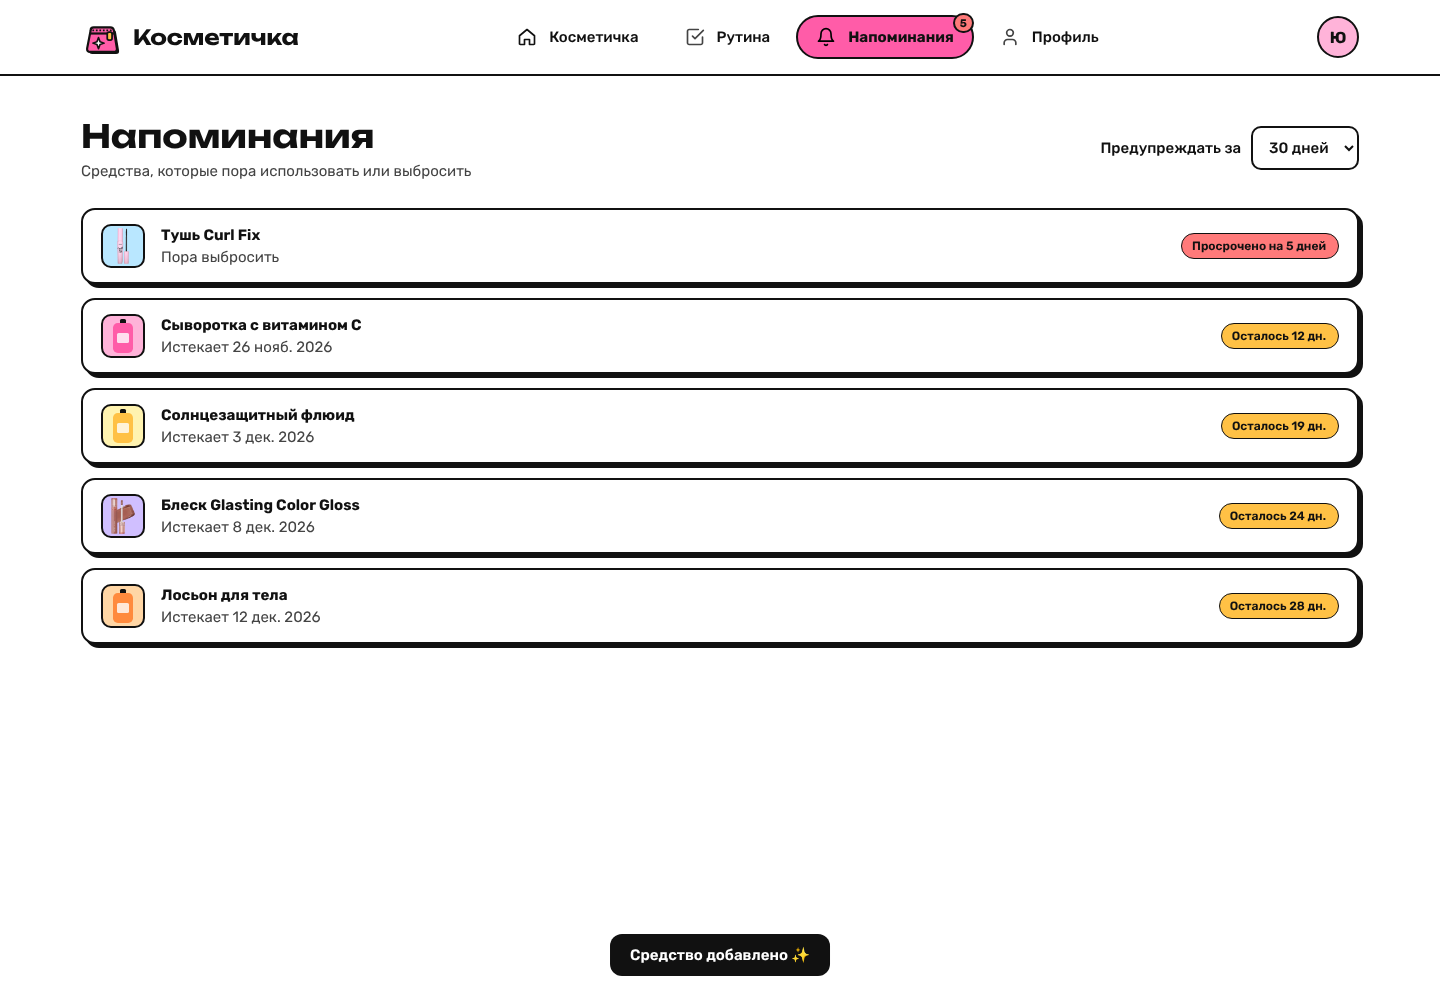 Косметичка
Косметичка
Рутина
Напоминания
5
Профиль
Ю
Напоминания
Средства, которые пора использовать или выбросить
Предупреждать за
30 дней
Тушь Curl Fix
Пора выбросить
Просрочено на 5 дней
Сыворотка с витамином C
Истекает 26 нояб. 2026
Осталось 12 дн.
Солнцезащитный флюид
Истекает 3 дек. 2026
Осталось 19 дн.
Блеск Glasting Color Gloss
Истекает 8 дек. 2026
Осталось 24 дн.
Лосьон для тела
Истекает 12 дек. 2026
Осталось 28 дн.
Средство добавлено ✨